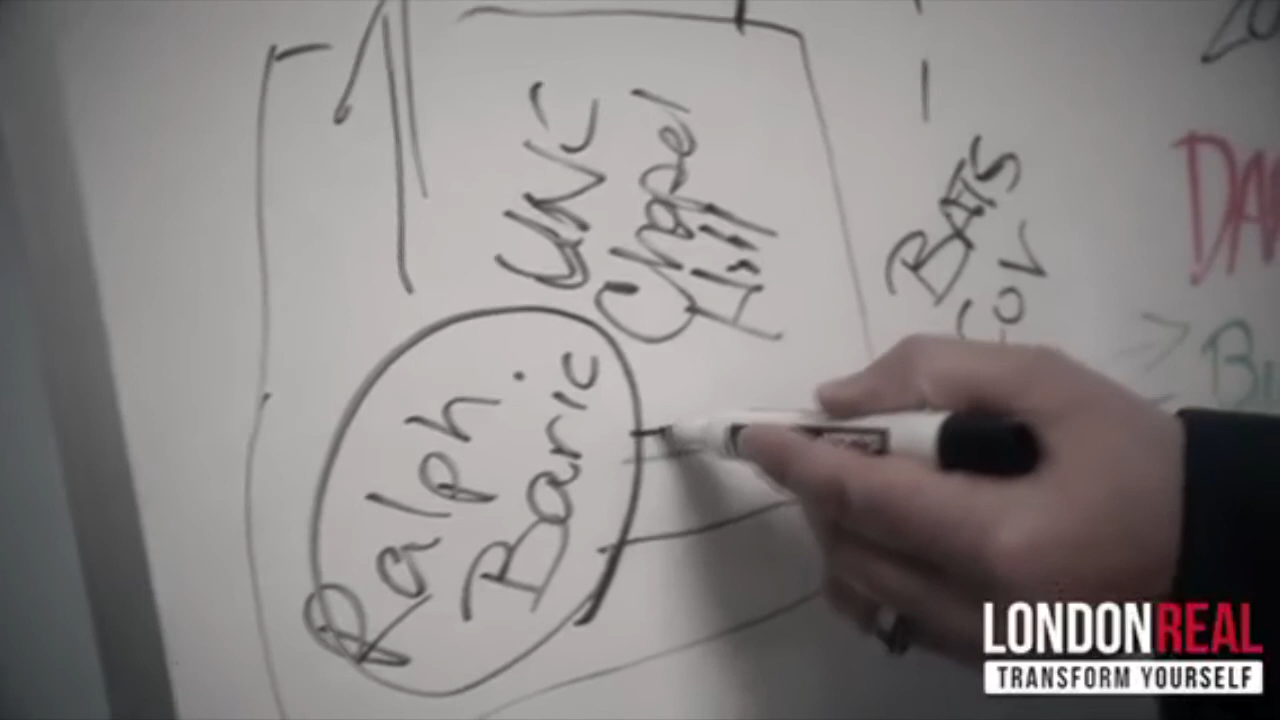 UNC
Chapel
Hill
Ralph.
Baric
BATS
COV
LONDONREAL
TRANSFORM YOURSELF